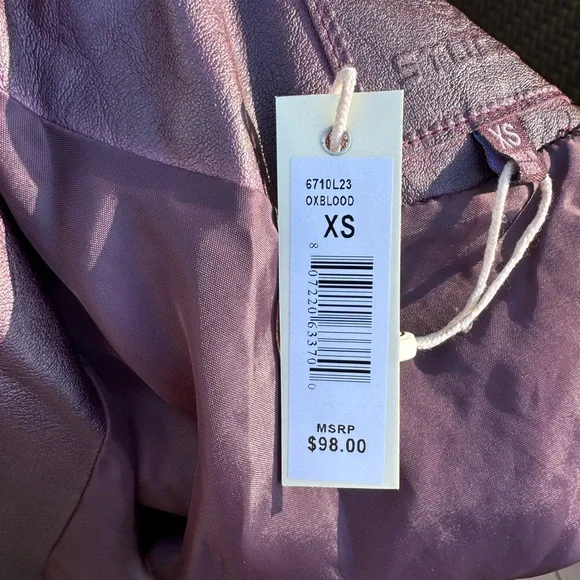 XS
6710L23
OXBLOOD
XS
8 07220 63370 0
MSRP
$98.00